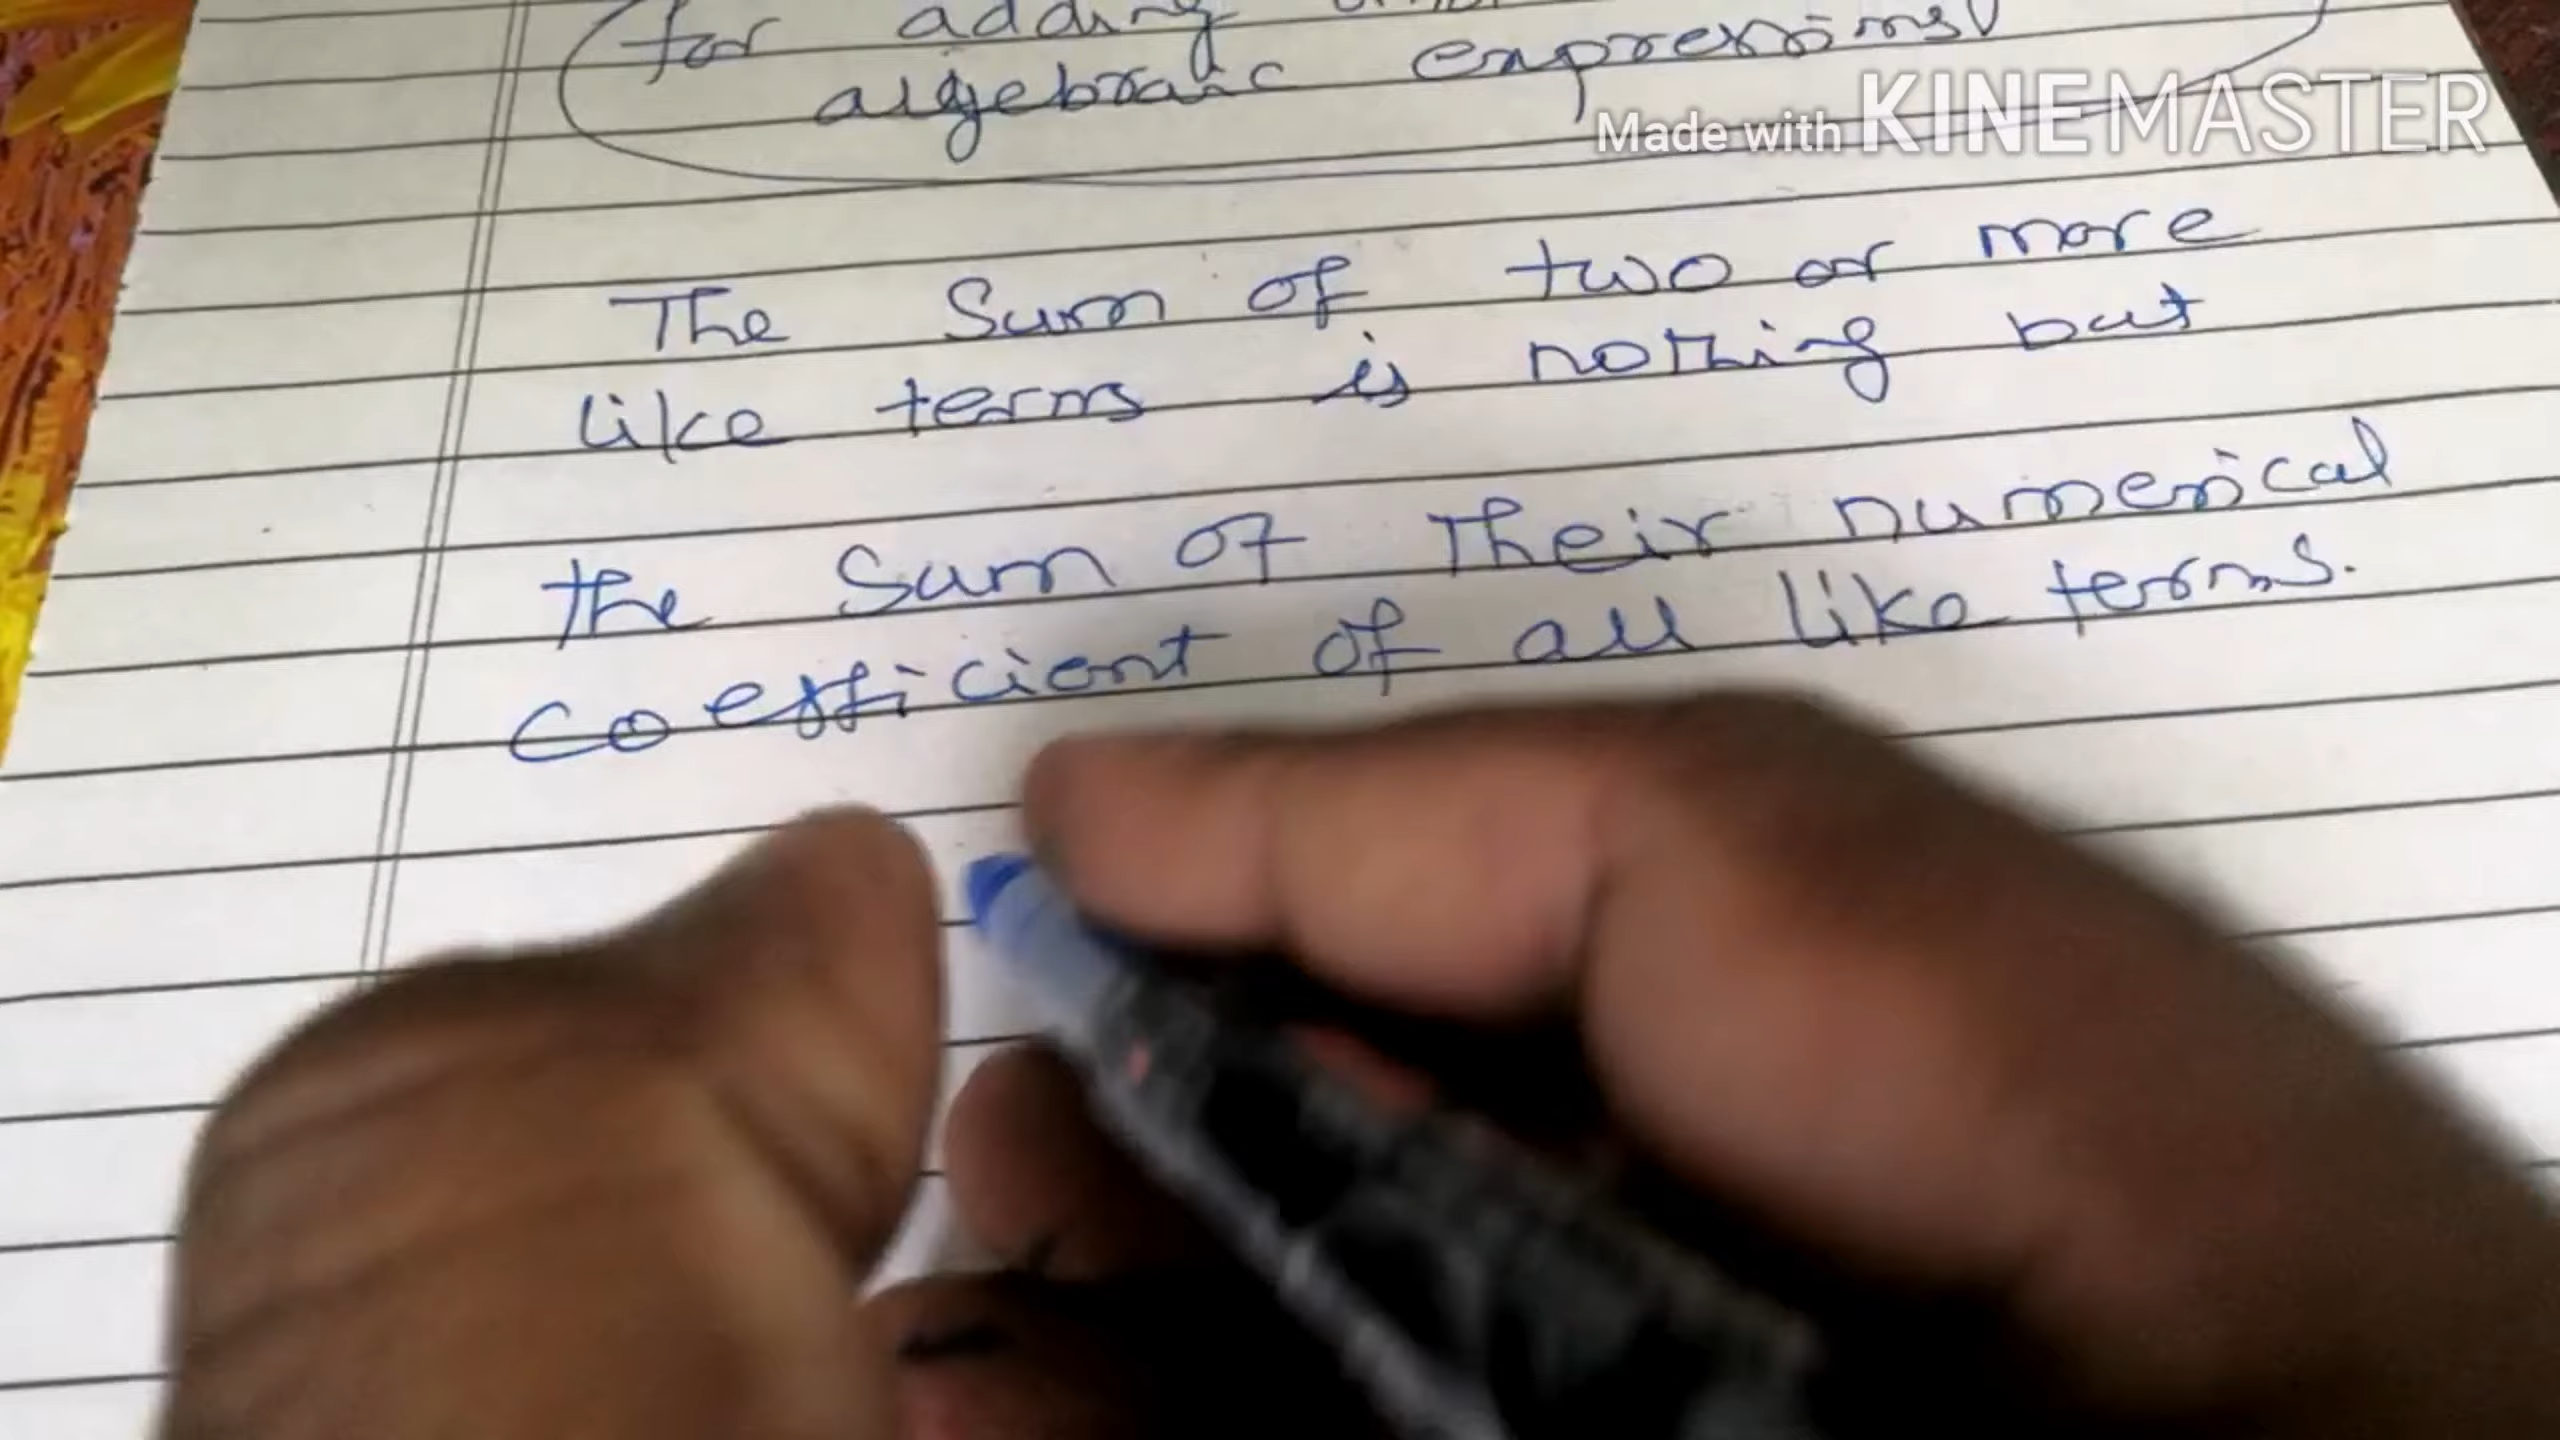 for adding
algebraic expressions
Made with KINEMASTER
The Sum of two or more
like terms is nothing but
the Sum of Their numerical
coefficient of all like terms.